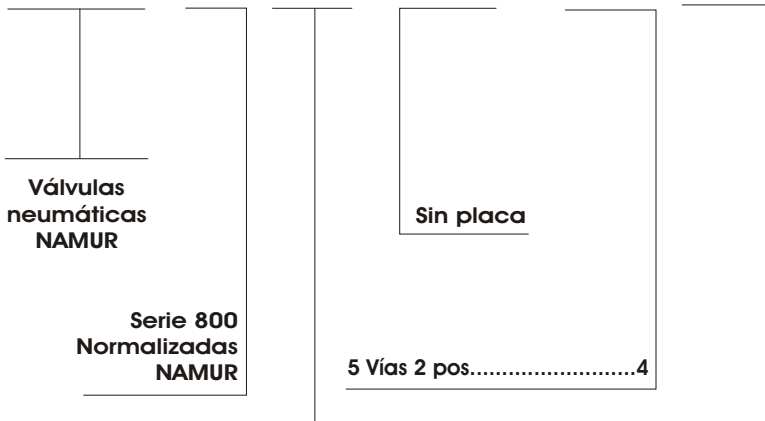 Válvulas
neumáticas
NAMUR
Sin placa
Serie 800
Normalizadas
NAMUR
5 Vías 2 pos..........................4